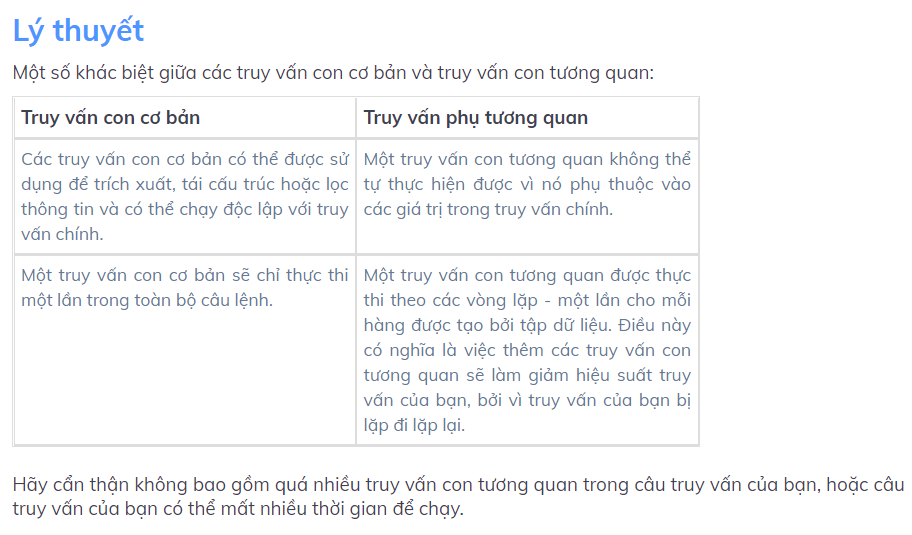 Lý thuyết
Một số khác biệt giữa các truy vấn con cơ bản và truy vấn con tương quan:
Truy vấn con cơ bản
Truy vấn phụ tương quan
Các truy vấn con cơ bản có thể được sử
dụng để trích xuất, tái cấu trúc hoặc lọc
thông tin và có thể chạy độc lập với truy
vấn chính.
Một truy vấn con tương quan không thể
tự thực hiện được vì nó phụ thuộc vào
các giá trị trong truy vấn chính.
Một truy vấn con cơ bản sẽ chỉ thực thi
một lần trong toàn bộ câu lệnh.
Một truy vấn con tương quan được thực
thi theo các vòng lặp - một lần cho mỗi
hàng được tạo bởi tập dữ liệu. Điều này
có nghĩa là việc thêm các truy vấn con
tương quan sẽ làm giảm hiệu suất truy
vấn của bạn, bởi vì truy vấn của bạn bị
lặp đi lặp lại.
Hãy cẩn thận không bao gồm quá nhiều truy vấn con tương quan trong câu truy vấn của bạn, hoặc câu
truy vấn của bạn có thể mất nhiều thời gian để chạy.